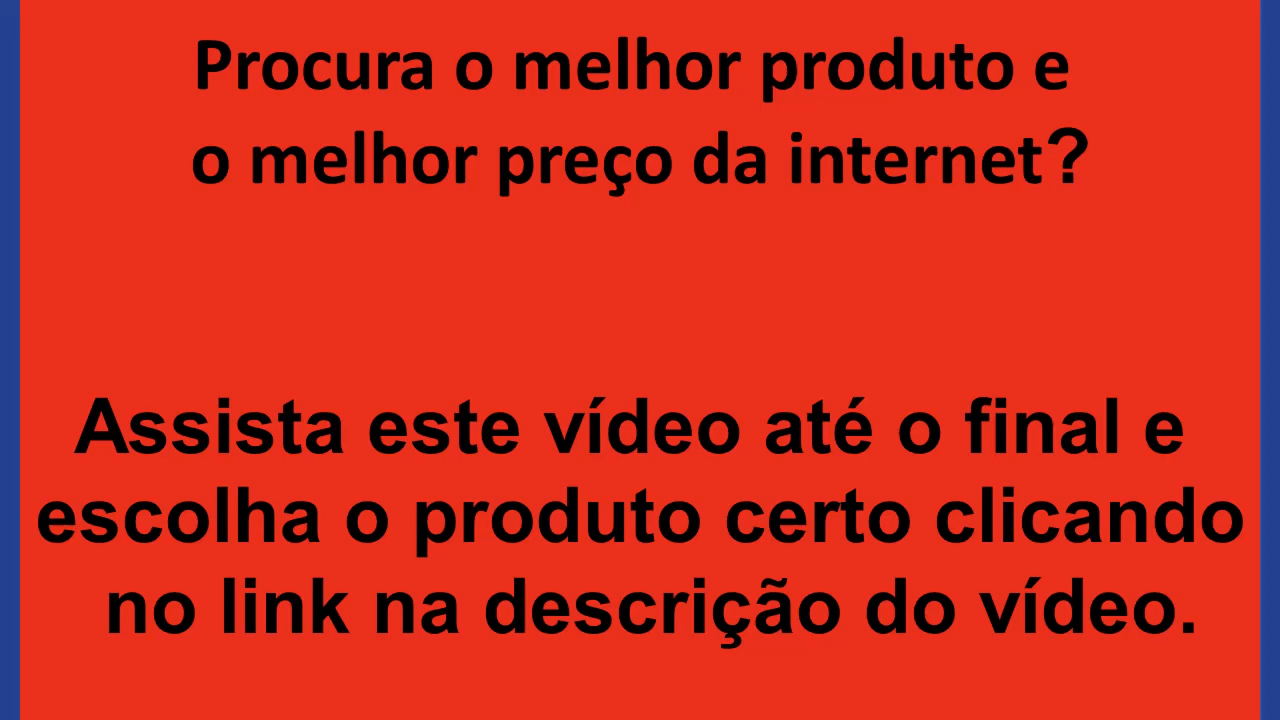 Procura o melhor produto e
o melhor preço da internet?
Assista este vídeo até o final e
escolha o produto certo clicando
no link na descrição do vídeo.